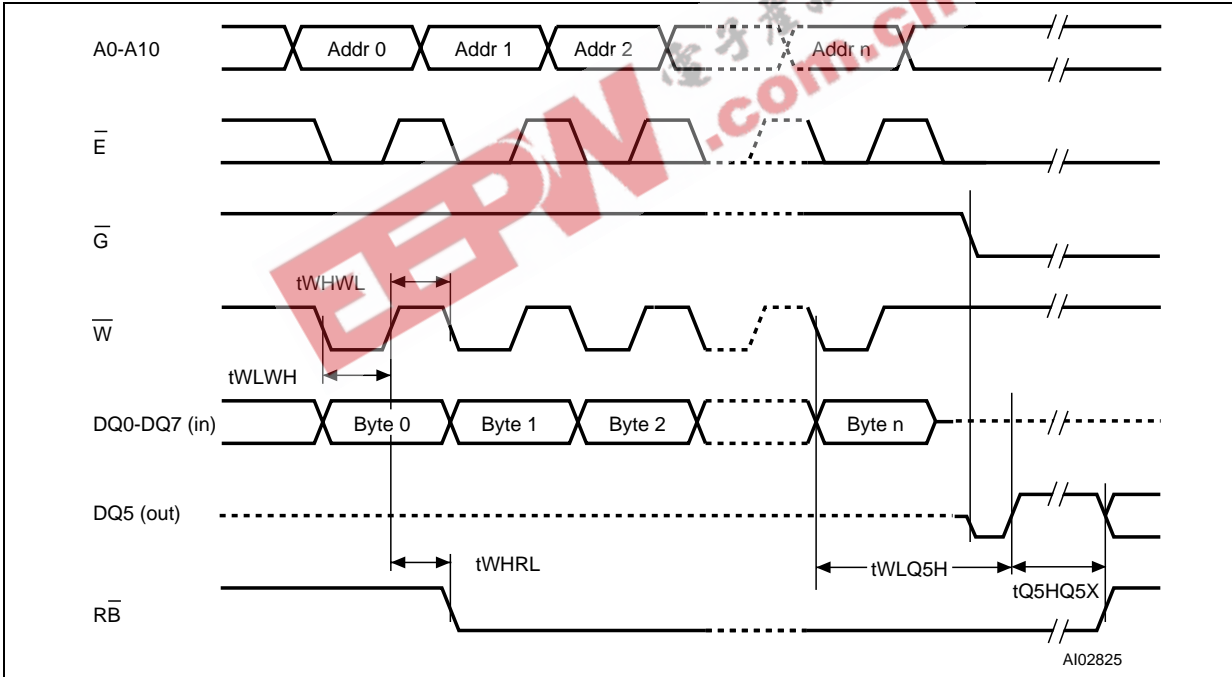 A0-A10 Addr 0 Addr 1 Addr 2 Addr n
E
G
tWHWL
W
tWLWH
DQ0-DQ7 (in) Byte 0 Byte 1 Byte 2 Byte n
DQ5 (out)
tWHRL tWLQ5H
tQ5HQ5X
RB
AI02825
EEPW .com.cn